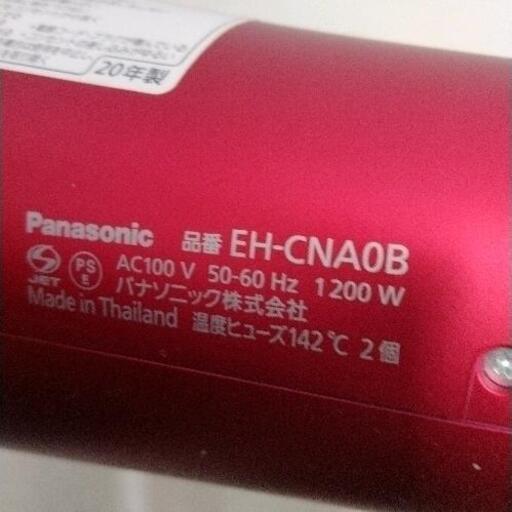 20年製
Panasonic 品番 EH-CNA0B
JET PS E AC100 V 50-60 Hz 1200 W
パナソニック株式会社
Made in Thailand 温度ヒューズ142℃ 2個